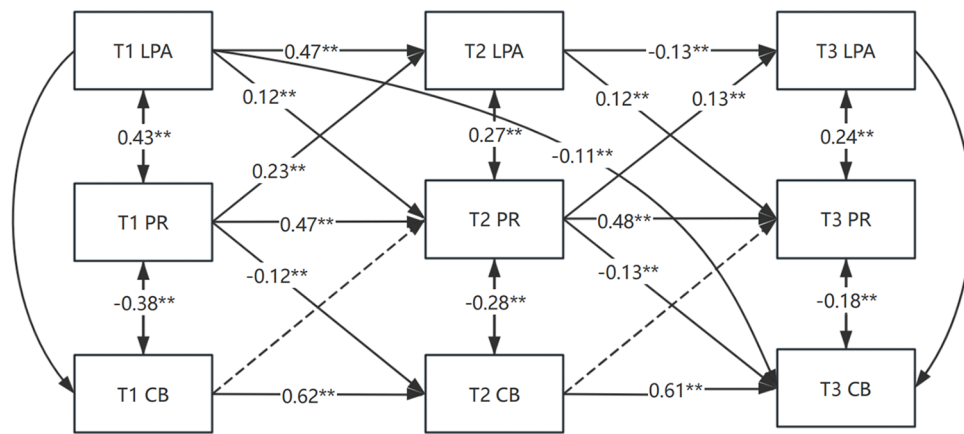 T1 LPA
0.47**
T2 LPA
-0.13**
T3 LPA
0.12**
0.12**
0.13**
0.43**
0.27**
0.24**
-0.11**
0.23**
T1 PR
0.47**
T2 PR
0.48**
T3 PR
-0.12**
-0.13**
-0.38**
-0.28**
-0.18**
T1 CB
0.62**
T2 CB
0.61**
T3 CB